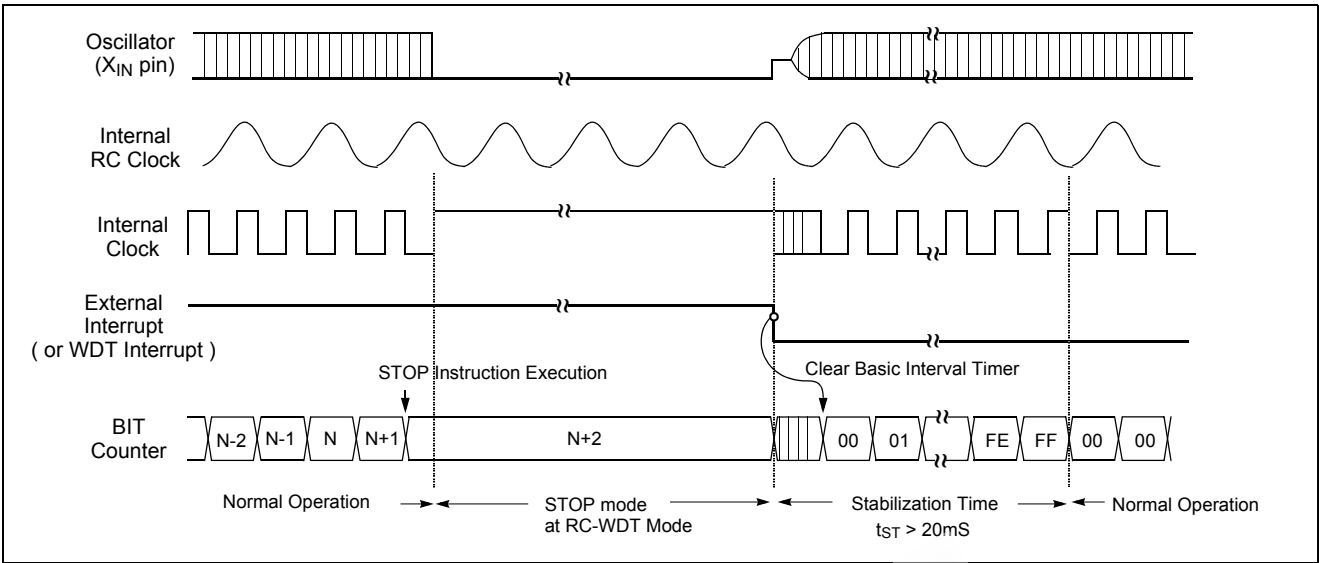 Oscillator
(XIN pin)
Internal
RC Clock
Internal
Clock
External
Interrupt
( or WDT Interrupt )
STOP Instruction Execution
Clear Basic Interval Timer
BIT
Counter
N-2 N-1 N N+1 N+2 00 01 FE FF 00 00
Normal Operation
STOP mode
at RC-WDT Mode
Stabilization Time
tST > 20mS
Normal Operation